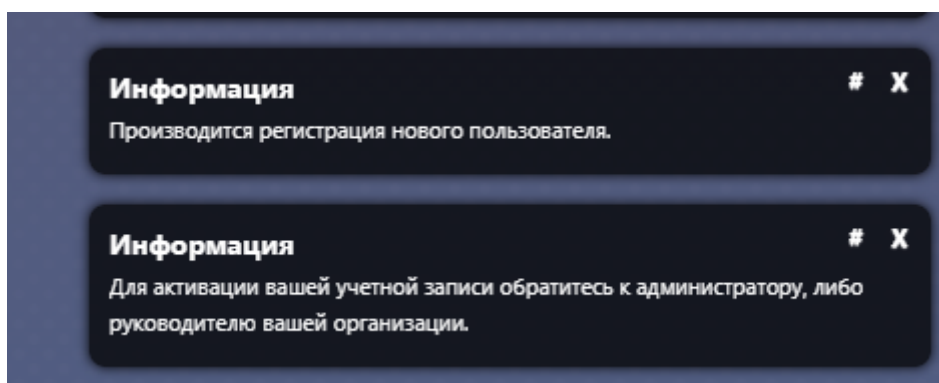 Информация # X
Производится регистрация нового пользователя.
Информация # X
Для активации вашей учетной записи обратитесь к администратору, либо
руководителю вашей организации.